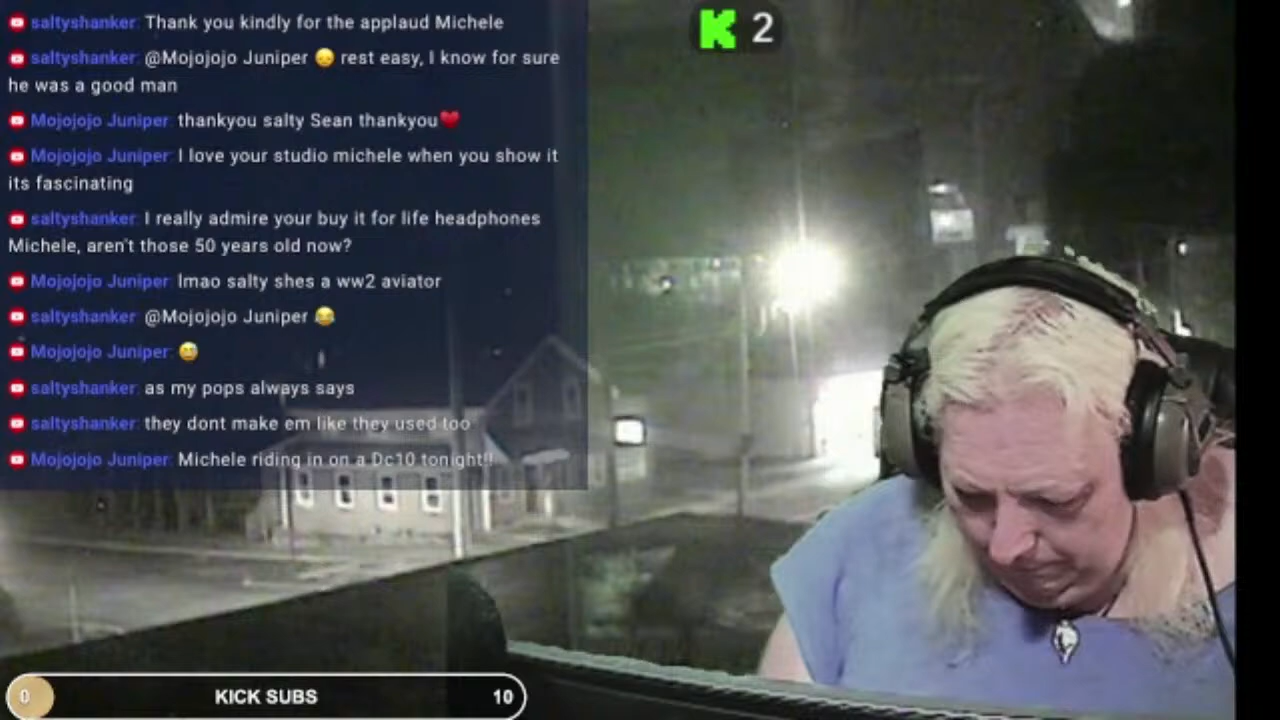 saltyshanker: Thank you kindly for the applaud Michele
saltyshanker: @Mojojojo Juniper 😞 rest easy, I know for sure
he was a good man
Mojojojo Juniper: thankyou salty Sean thankyou❤️
Mojojojo Juniper: I love your studio michele when you show it
its fascinating
saltyshanker: I really admire your buy it for life headphones
Michele, aren't those 50 years old now?
Mojojojo Juniper: lmao salty shes a ww2 aviator
saltyshanker: @Mojojojo Juniper 😂
Mojojojo Juniper: 😅
saltyshanker: as my pops always says
saltyshanker: they dont make em like they used too
Mojojojo Juniper: Michele riding in on a Dc10 tonight!!
K 2
0 KICK SUBS 10